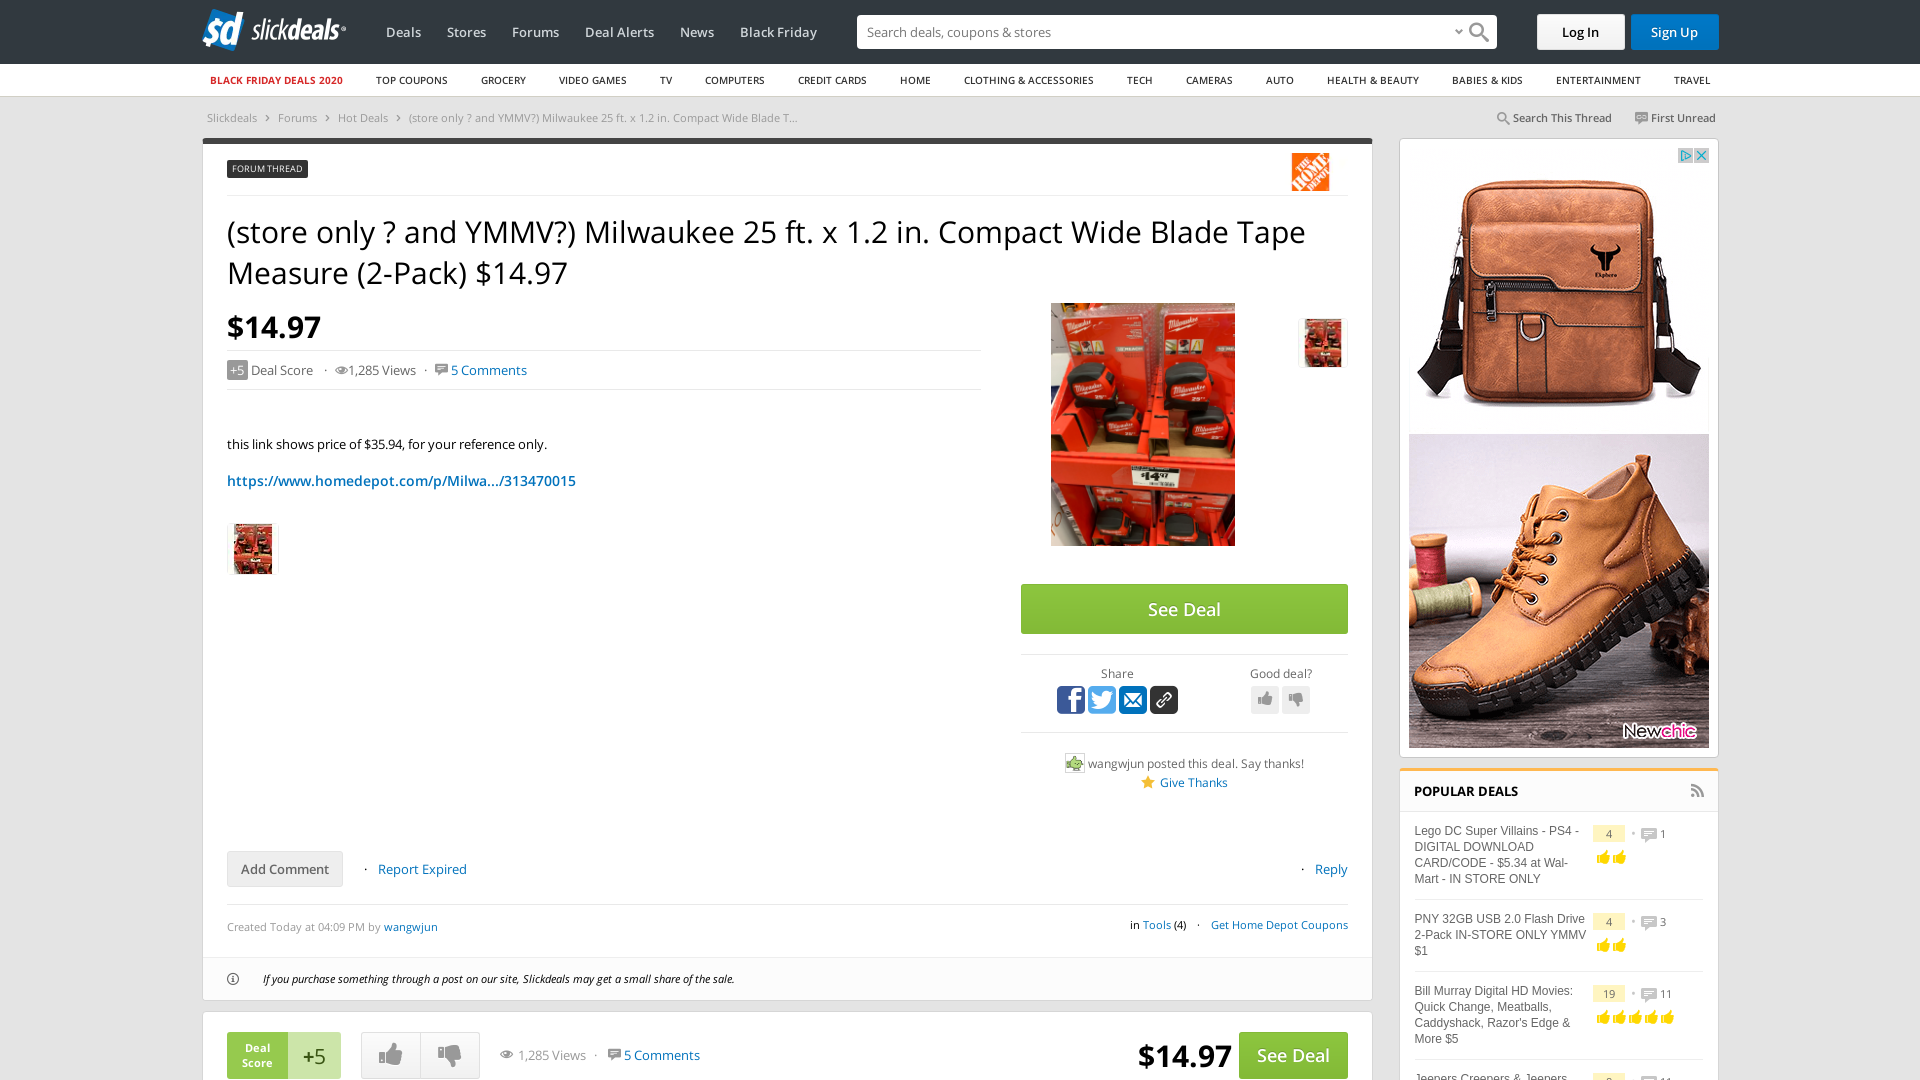 slickdeals
Deals
Stores
Forums
Deal Alerts
News
Black Friday
Search deals, coupons & stores
Log In
Sign Up
BLACK FRIDAY DEALS 2020
TOP COUPONS
GROCERY
VIDEO GAMES
TV
COMPUTERS
CREDIT CARDS
HOME
CLOTHING & ACCESSORIES
TECH
CAMERAS
AUTO
HEALTH & BEAUTY
BABIES & KIDS
ENTERTAINMENT
TRAVEL
Slickdeals › Forums › Hot Deals › (store only ? and YMMV?) Milwaukee 25 ft. x 1.2 in. Compact Wide Blade T...
Search This Thread
First Unread
FORUM THREAD
THE HOME DEPOT
(store only ? and YMMV?) Milwaukee 25 ft. x 1.2 in. Compact Wide Blade Tape
Measure (2-Pack) $14.97
$14.97
+5 Deal Score · 1,285 Views · 5 Comments
this link shows price of $35.94, for your reference only.
https://www.homedepot.com/p/Milwa.../313470015
Milwaukee
Milwaukee
$14.97
See Deal
Share
Good deal?
wangwjun posted this deal. Say thanks!
Give Thanks
Add Comment
· Report Expired
· Reply
Created Today at 04:09 PM by wangwjun
in Tools (4) · Get Home Depot Coupons
If you purchase something through a post on our site, Slickdeals may get a small share of the sale.
Deal
Score
+5
1,285 Views · 5 Comments
$14.97
See Deal
Ekphero
Newchic
POPULAR DEALS
Lego DC Super Villains - PS4 -
DIGITAL DOWNLOAD
CARD/CODE - $5.34 at Wal-
Mart - IN STORE ONLY
4 • 1
PNY 32GB USB 2.0 Flash Drive
2-Pack IN-STORE ONLY YMMV
$1
4 • 3
Bill Murray Digital HD Movies:
Quick Change, Meatballs,
Caddyshack, Razor's Edge &
More $5
19 • 11
Jeepers Creepers & Jeepers